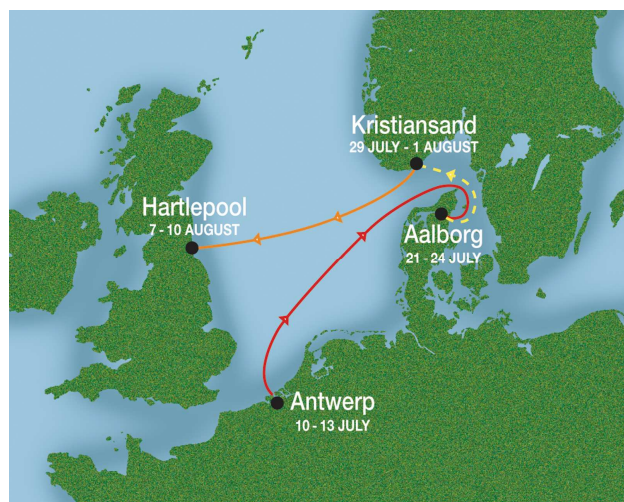 Kristiansand
29 JULY - 1 AUGUST
Hartlepool
7 - 10 AUGUST
Aalborg
21 - 24 JULY
Antwerp
10 - 13 JULY